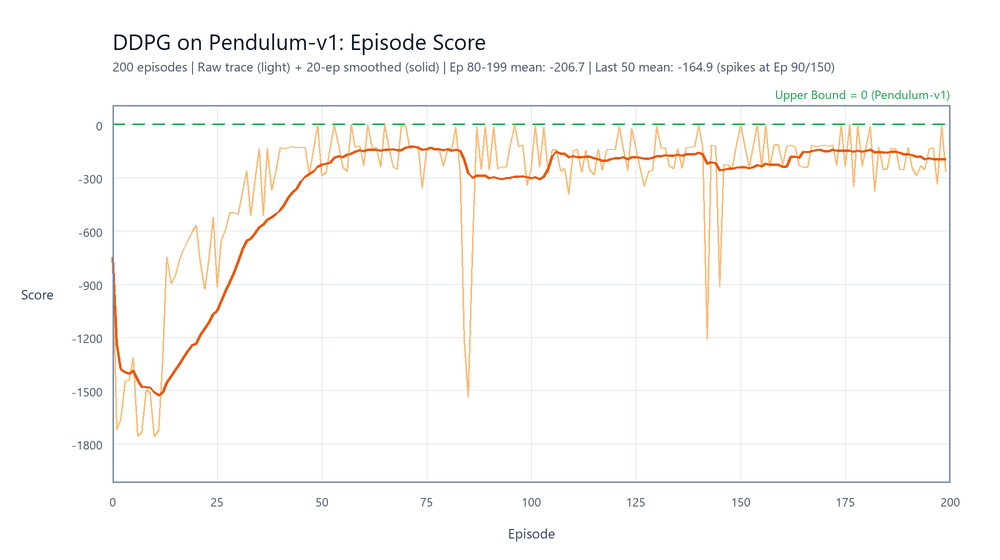 DDPG on Pendulum-v1: Episode Score
200 episodes | Raw trace (light) + 20-ep smoothed (solid) | Ep 80-199 mean: -206.7 | Last 50 mean: -164.9 (spikes at Ep 90/150)
Upper Bound = 0 (Pendulum-v1)
0
-300
-600
-900
Score
-1200
-1500
-1800
0 25 50 75 100 125 150 175 200
Episode